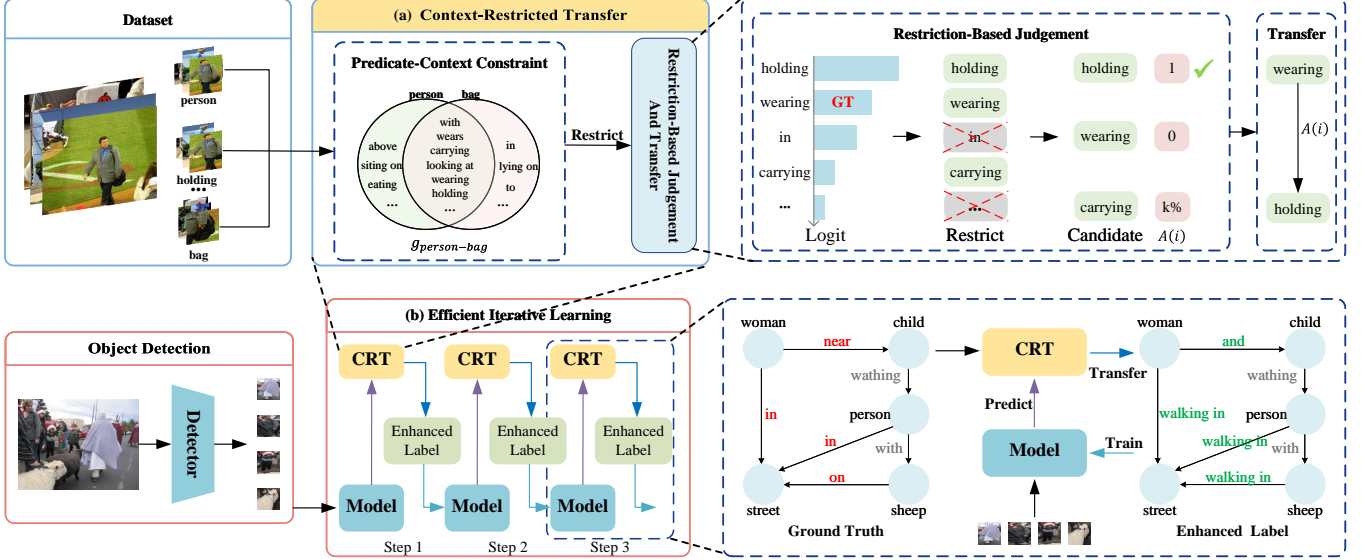 Dataset
person
holding
...
bag
(a) Context-Restricted Transfer
Predicate-Context Constraint
person bag
above
siting on
eating
...
with
wears
carrying
looking at
wearing
holding
...
in
lying on
to
...
g_person−bag
Restrict
Restriction-Based Judgement
And Transfer
Restriction-Based Judgement
holding
wearing
in
carrying
...
GT
Logit
holding
wearing
in
carrying
...
Restrict
holding
wearing
carrying
Candidate
1
0
k%
A(i)
Transfer
wearing
A(i)
holding
Object Detection
Detector
(b) Efficient Iterative Learning
CRT
CRT
CRT
Enhanced
Label
Enhanced
Label
Enhanced
Label
Model
Model
Model
Step 1
Step 2
Step 3
woman
child
near
wathing
in
person
in
with
on
street
sheep
Ground Truth
CRT
Transfer
Predict
Model
Train
woman
child
and
wathing
walking in
person
walking in
with
walking in
street
sheep
Enhanced Label